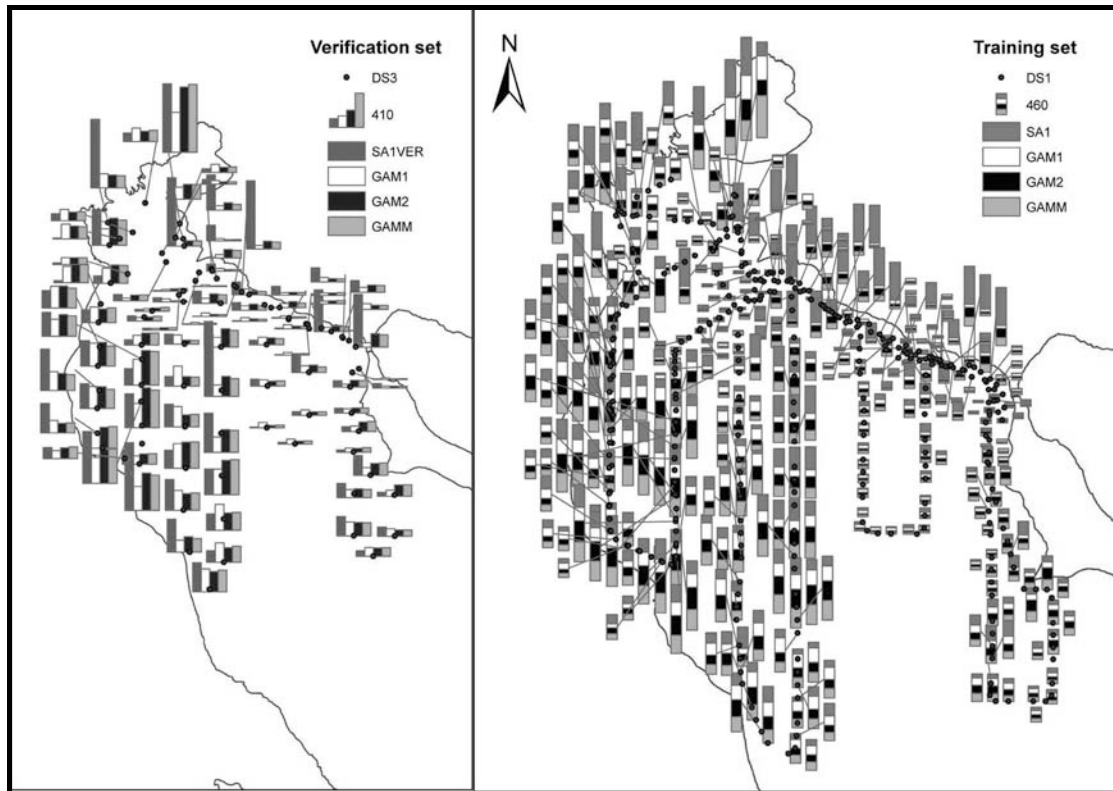 Verification set
DS3
410
SA1VER
GAM1
GAM2
GAMM
N
Training set
DS1
460
SA1
GAM1
GAM2
GAMM